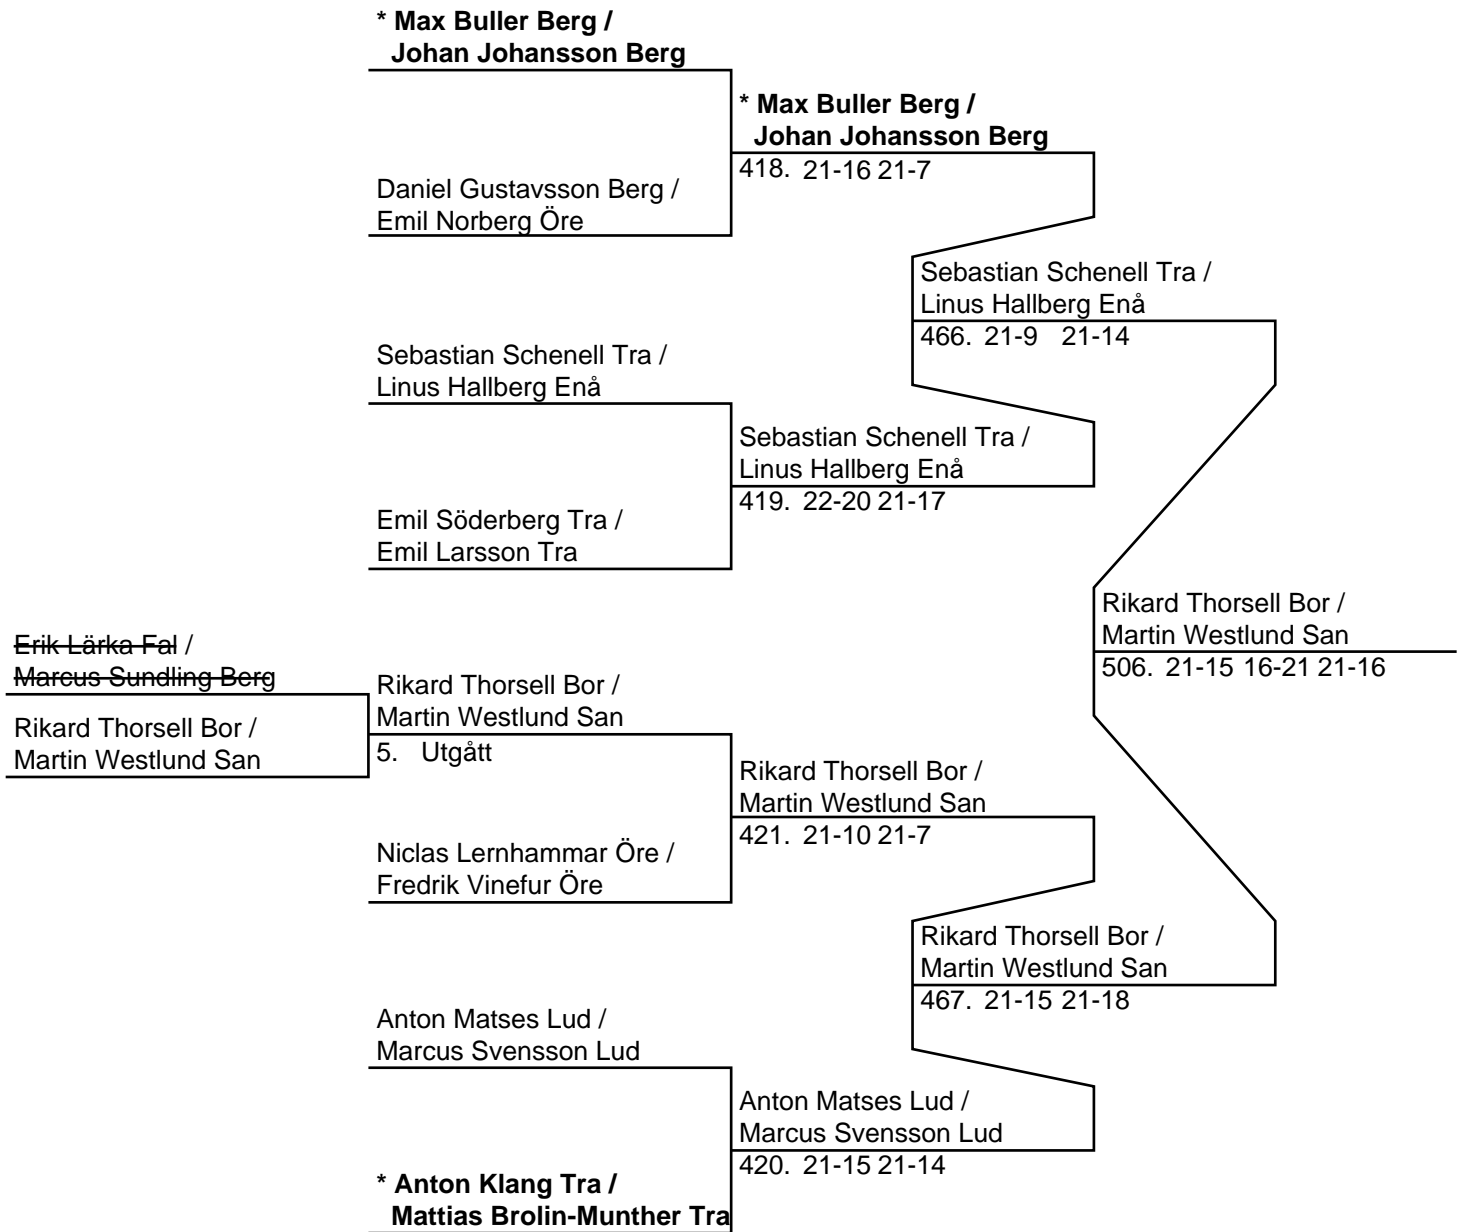 * Max Buller Berg /
Johan Johansson Berg
* Max Buller Berg /
Johan Johansson Berg
418. 21-16 21-7
Daniel Gustavsson Berg /
Emil Norberg Öre
Sebastian Schenell Tra /
Linus Hallberg Enå
466. 21-9 21-14
Sebastian Schenell Tra /
Linus Hallberg Enå
Sebastian Schenell Tra /
Linus Hallberg Enå
419. 22-20 21-17
Emil Söderberg Tra /
Emil Larsson Tra
Rikard Thorsell Bor /
Martin Westlund San
506. 21-15 16-21 21-16
Erik Lärka Fal /
Marcus Sundling Berg
Rikard Thorsell Bor /
Martin Westlund San
5. Utgått
Rikard Thorsell Bor /
Martin Westlund San
Rikard Thorsell Bor /
Martin Westlund San
421. 21-10 21-7
Niclas Lernhammar Öre /
Fredrik Vinefur Öre
Rikard Thorsell Bor /
Martin Westlund San
467. 21-15 21-18
Anton Matses Lud /
Marcus Svensson Lud
Anton Matses Lud /
Marcus Svensson Lud
420. 21-15 21-14
* Anton Klang Tra /
Mattias Brolin-Munther Tra